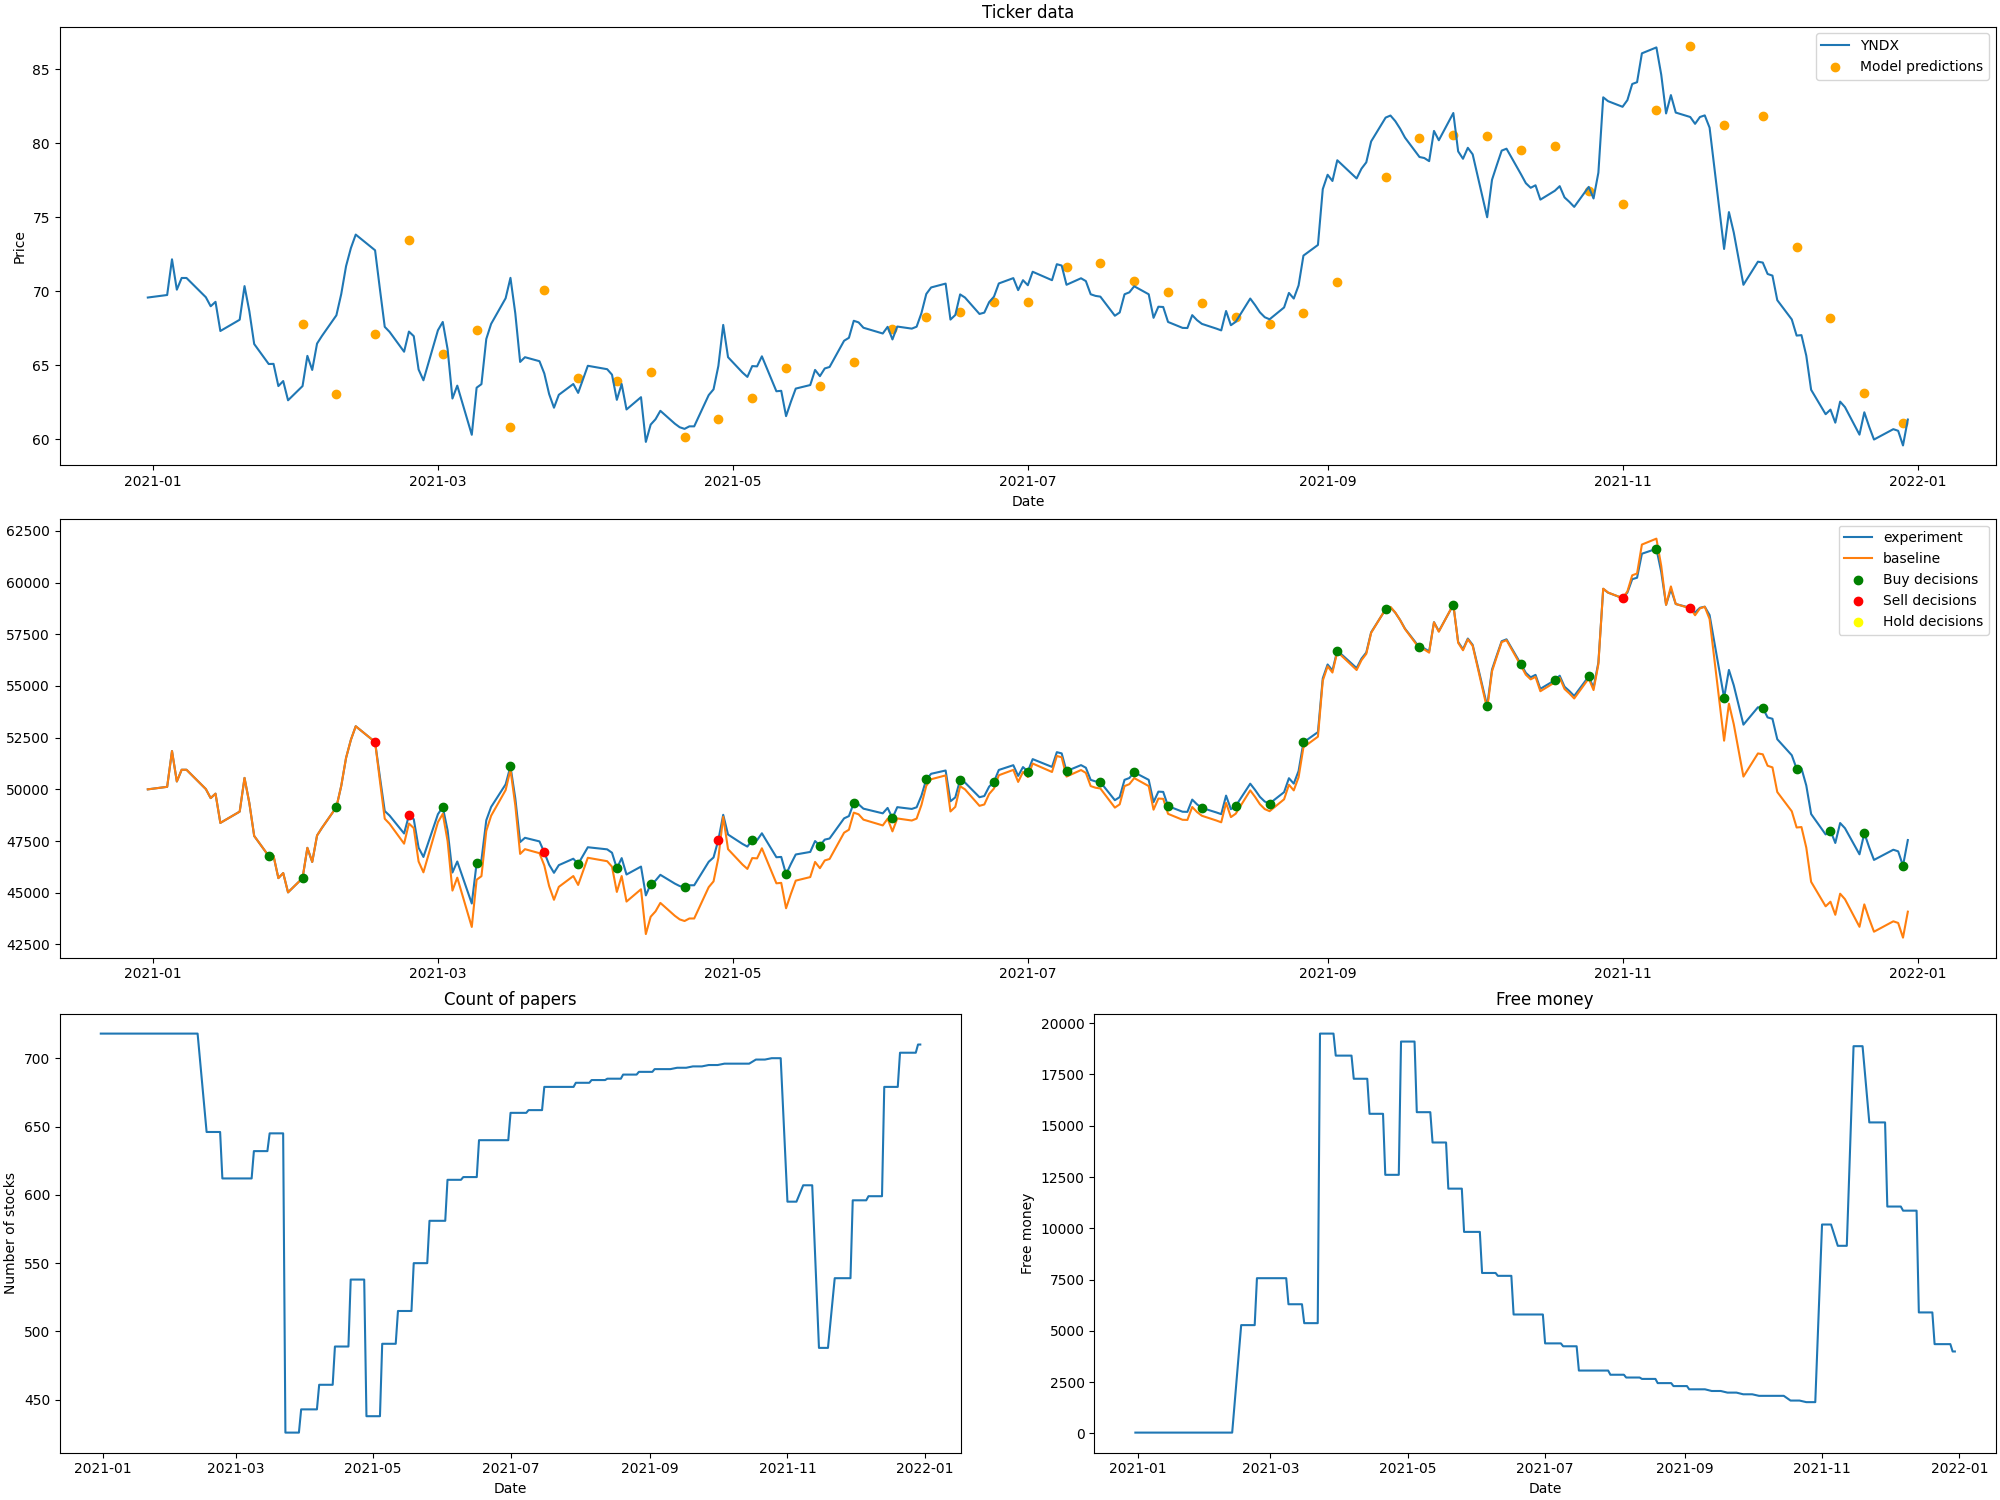 Ticker data
YNDX
Model predictions
85
80
75
70
65
60
Price
2021-01 2021-03 2021-05 2021-07 2021-09 2021-11 2022-01
Date
experiment
baseline
Buy decisions
Sell decisions
Hold decisions
62500
60000
57500
55000
52500
50000
47500
45000
42500
2021-01 2021-03 2021-05 2021-07 2021-09 2021-11 2022-01
Count of papers
700
650
600
550
500
450
Number of stocks
2021-01 2021-03 2021-05 2021-07 2021-09 2021-11 2022-01
Date
Free money
20000
17500
15000
12500
10000
7500
5000
2500
0
Free money
2021-01 2021-03 2021-05 2021-07 2021-09 2021-11 2022-01
Date